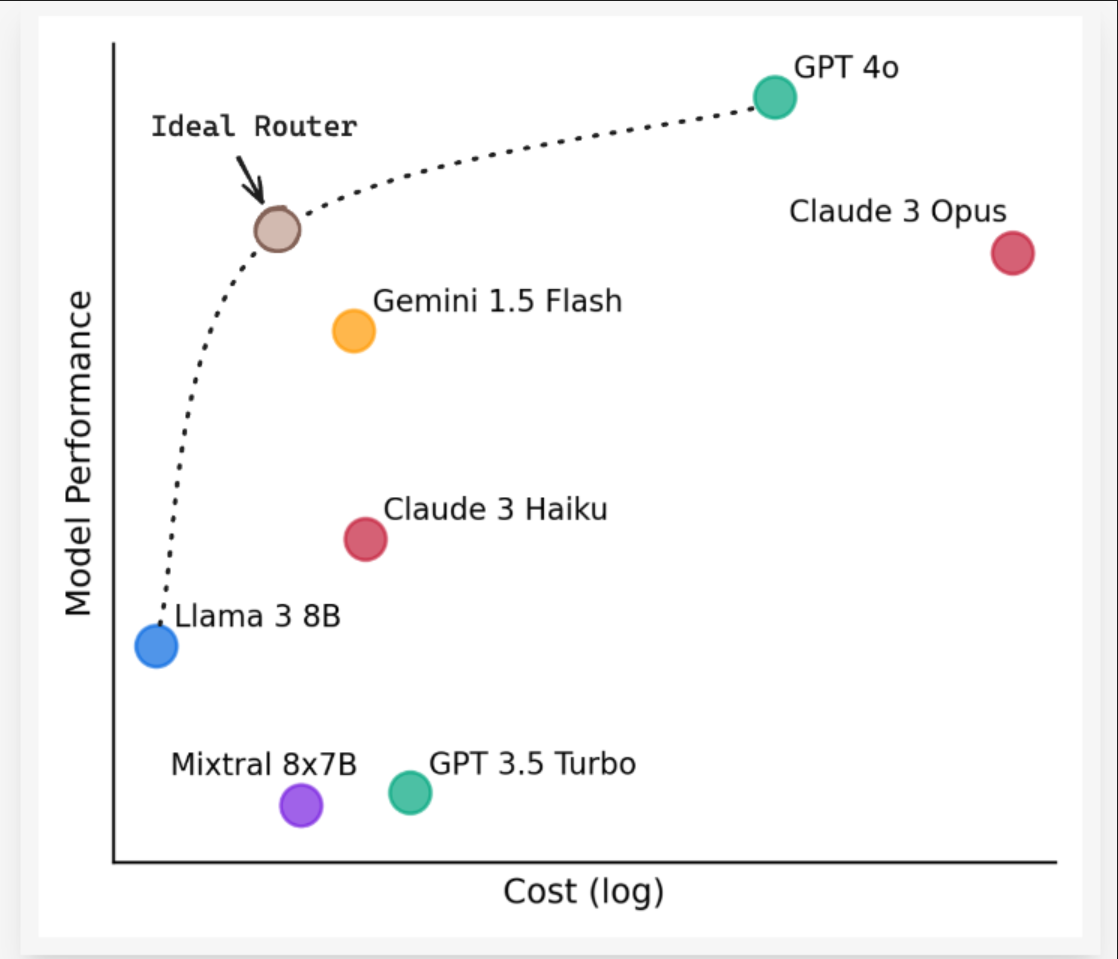 GPT 4o
Ideal Router
Claude 3 Opus
Gemini 1.5 Flash
Model Performance
Claude 3 Haiku
Llama 3 8B
Mixtral 8x7B
GPT 3.5 Turbo
Cost (log)